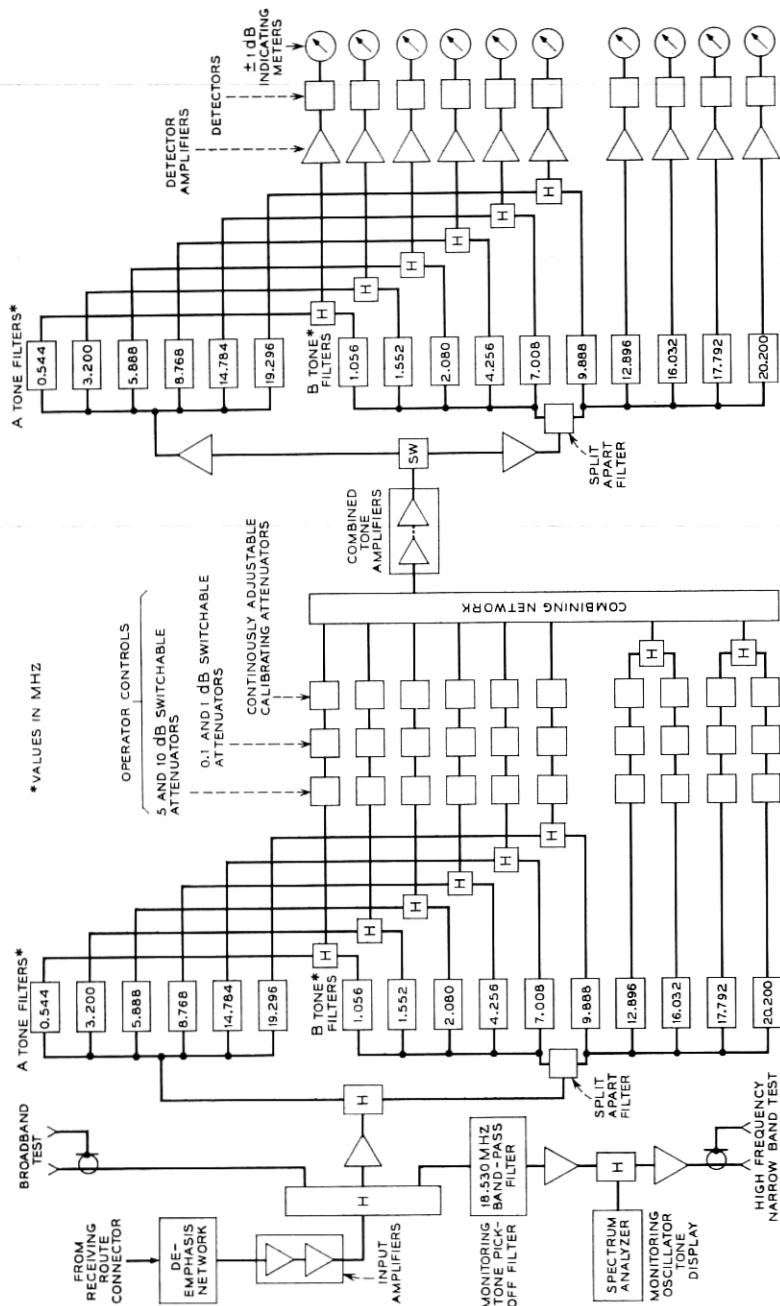 *VALUES IN MHZ
FROM
RECEIVING
ROUTE
CONNECTOR
DE-
EMPHASIS
NETWORK
INPUT
AMPLIFIERS
BROADBAND
TEST
H
MONITORING
TONE PICK-
OFF FILTER
18.530 MHZ
BAND-PASS
FILTER
SPECTRUM
ANALYZER
H
MONITORING
OSCILLATOR
TONE
DISPLAY
HIGH FREQUENCY
NARROW BAND TEST
H
A TONE FILTERS*
0.544
3.200
5.888
8.768
14.784
19.296
B TONE*
FILTERS
1.056
1.552
2.080
4.256
7.008
9.888
12.896
16.032
17.792
20.200
SPLIT
APART
FILTER
H
H
H
H
H
H
OPERATOR CONTROLS
5 AND 10 dB SWITCHABLE
ATTENUATORS
0.1 AND 1 dB SWITCHABLE
ATTENUATORS
CONTINOUSLY ADJUSTABLE
CALIBRATING ATTENUATORS
H
H
COMBINING NETWORK
COMBINED
TONE
AMPLIFIERS
SW
SPLIT
APART
FILTER
A TONE FILTERS*
0.544
3.200
5.888
8.768
14.784
19.296
B TONE*
FILTERS
1.056
1.552
2.080
4.256
7.008
9.888
12.896
16.032
17.792
20.200
H
H
H
H
H
H
DETECTOR
AMPLIFIERS
DETECTORS
± 1 dB
INDICATING
METERS